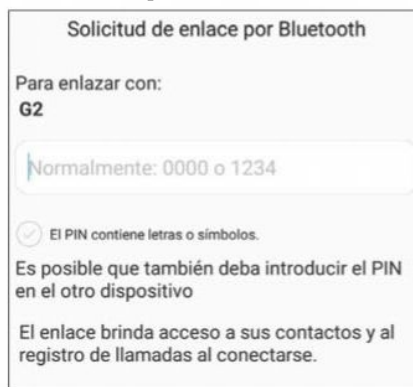 Solicitud de enlace por Bluetooth
Para enlazar con:
G2
Normalmente: 0000 o 1234
El PIN contiene letras o símbolos.
Es posible que también deba introducir el PIN
en el otro dispositivo
El enlace brinda acceso a sus contactos y al
registro de llamadas al conectarse.